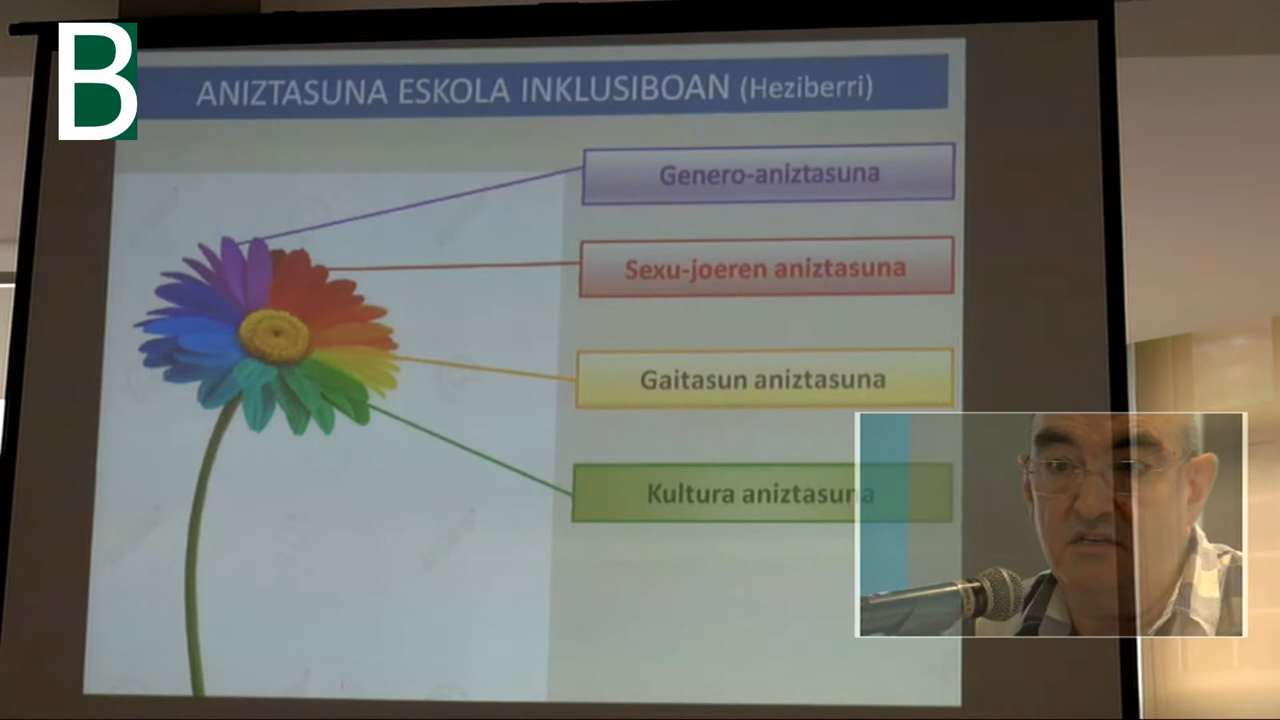 B
ANIZTASUNA ESKOLA INKLUSIBOAN (Heziberri)
Genero-aniztasuna
Sexu-joeren aniztasuna
Gaitasun aniztasuna
Kultura aniztasuna